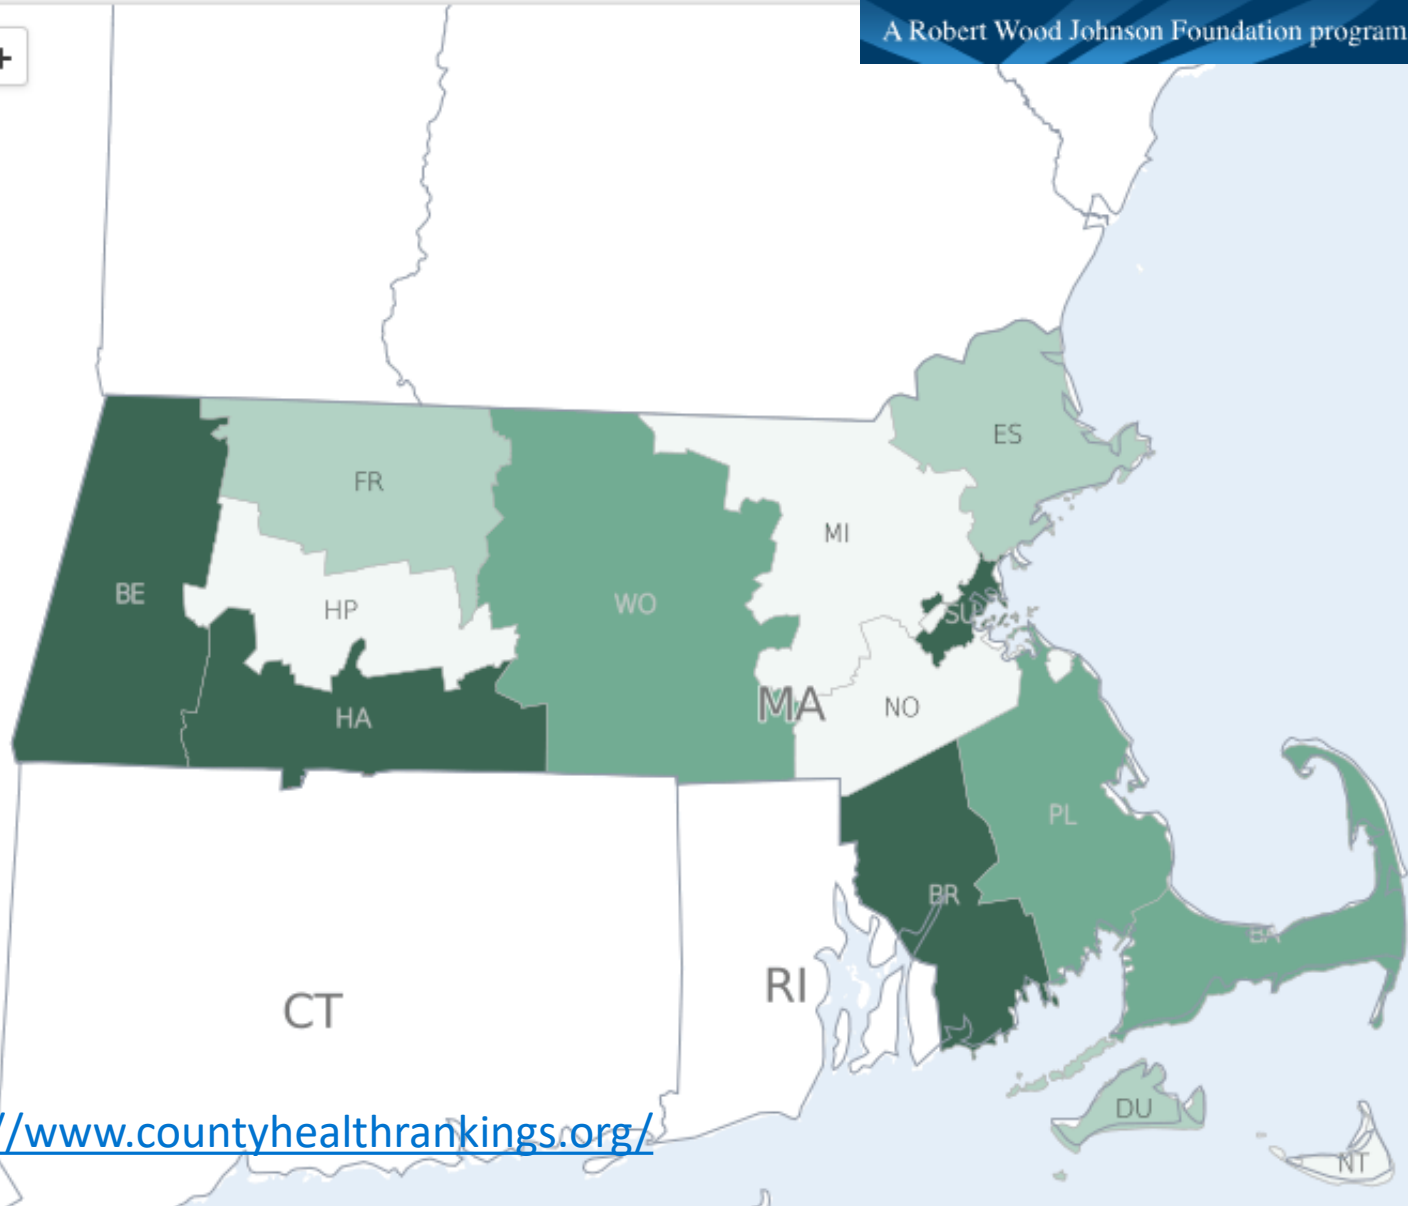 A Robert Wood Johnson Foundation program
+
ES
FR
MI
BE
HP
WO
SU
MA
NO
HA
PL
BR
BA
RI
CT
DU
//www.countyhealthrankings.org/
NT